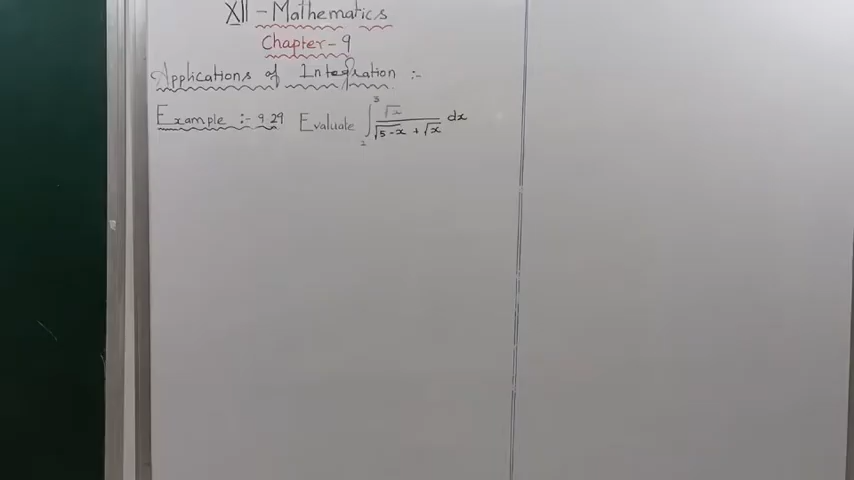 XII - Mathematics
Chapter - 9
Applications of Integration :-
Example :- 9.29 Evaluate ∫₂³ √x / (√(5-x) + √x) dx